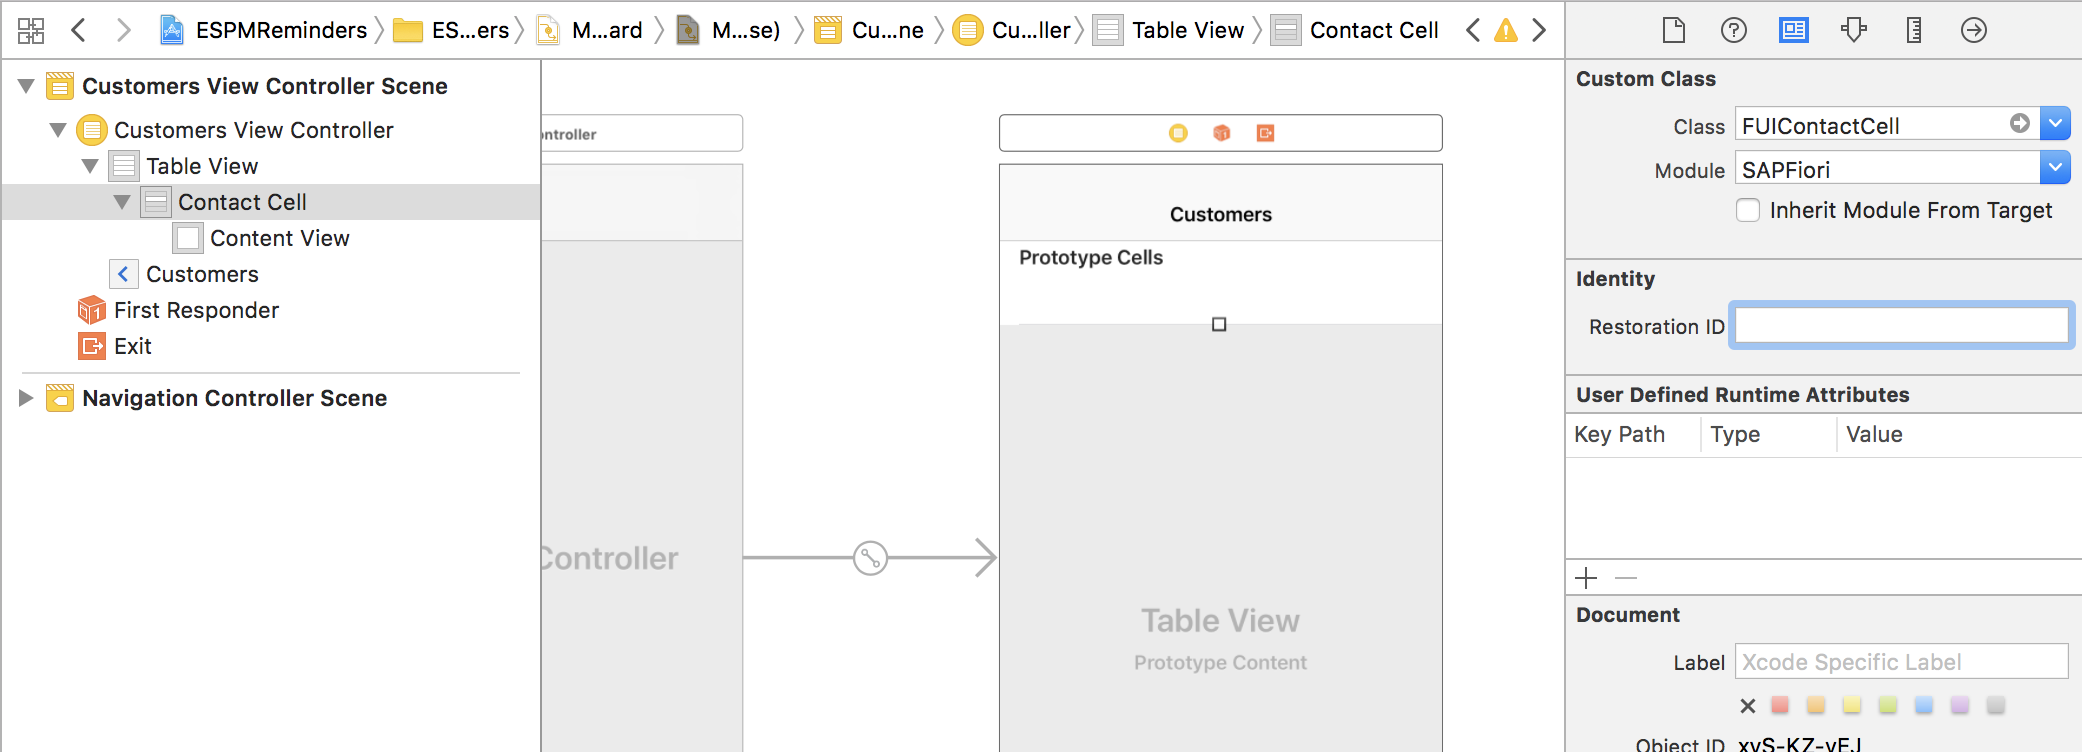 ESPMReminders ES...ers M...ard M...se) Cu...ne Cu...ller Table View Contact Cell
Customers View Controller Scene
Customers View Controller
Table View
Contact Cell
Content View
Customers
First Responder
Exit
Navigation Controller Scene
ontroller
Controller
Customers
Prototype Cells
Table View
Prototype Content
Custom Class
Class FUIContactCell
Module SAPFiori
Inherit Module From Target
Identity
Restoration ID
User Defined Runtime Attributes
Key Path Type Value
Document
Label Xcode Specific Label
Object ID xvS-KZ-vEJ